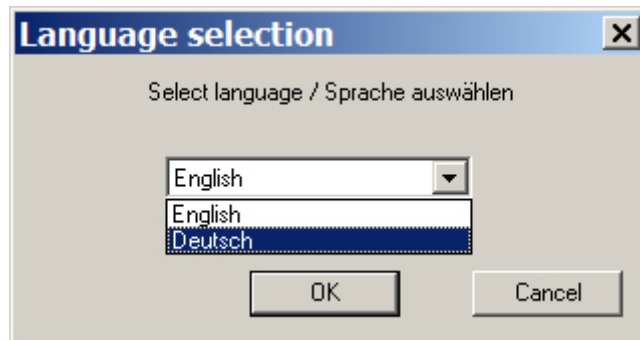 Language selection
Select language / Sprache auswählen
English
English
Deutsch
OK Cancel